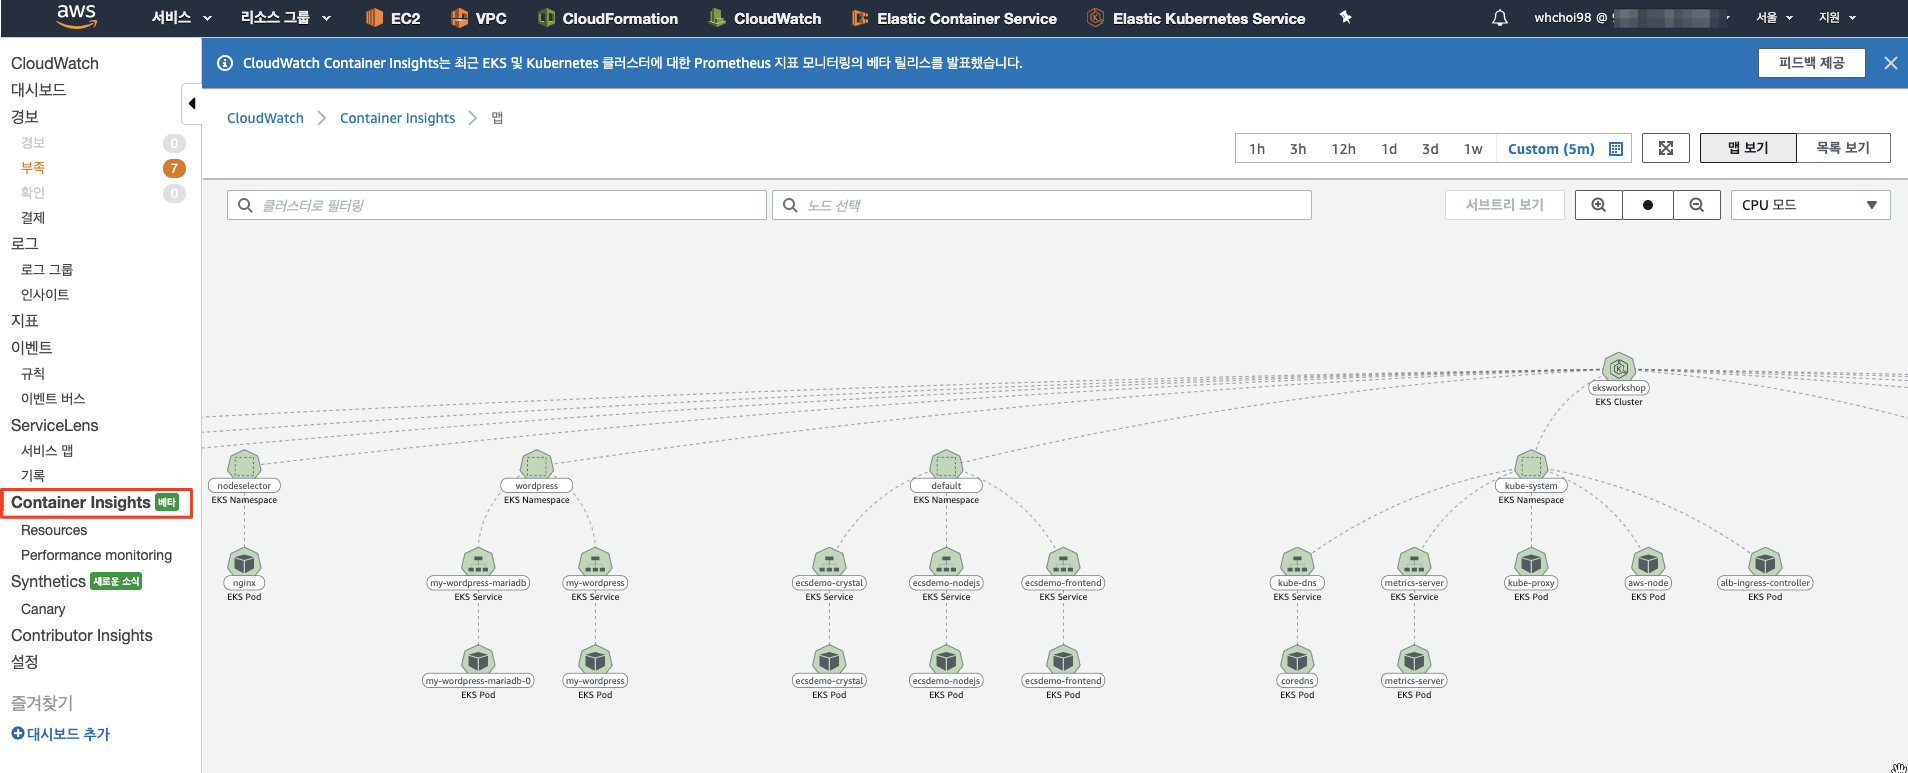 aws 서비스 리소스 그룹 EC2 VPC CloudFormation CloudWatch Elastic Container Service Elastic Kubernetes Service whchoi98 @ 서울 지원
CloudWatch
대시보드
경보
경보 0
부족 7
확인 0
결제
로그
로그 그룹
인사이트
지표
이벤트
규칙
이벤트 버스
ServiceLens
서비스 맵
기록
Container Insights 베타
Resources
Performance monitoring
Synthetics 새로운 소식
Canary
Contributor Insights
설정
즐겨찾기
대시보드 추가
CloudWatch Container Insights는 최근 EKS 및 Kubernetes 클러스터에 대한 Prometheus 지표 모니터링의 베타 릴리스를 발표했습니다. 피드백 제공
CloudWatch Container Insights 맵
1h 3h 12h 1d 3d 1w Custom (5m) 맵 보기 목록 보기
클러스터로 필터링 노드 선택 서브트리 보기 CPU 모드
eksworkshop
EKS Cluster
nodeselector wordpress default kube-system
EKS Namespace EKS Namespace EKS Namespace EKS Namespace
nginx my-wordpress-mariadb my-wordpress ecsdemo-crystal ecsdemo-nodejs ecsdemo-frontend kube-dns metrics-server kube-proxy aws-node alb-ingress-controller
EKS Pod EKS Service EKS Service EKS Service EKS Service EKS Service EKS Service EKS Service EKS Pod EKS Pod EKS Pod
my-wordpress-mariadb-0 my-wordpress ecsdemo-crystal ecsdemo-nodejs ecsdemo-frontend coredns metrics-server
EKS Pod EKS Pod EKS Pod EKS Pod EKS Pod EKS Pod EKS Pod